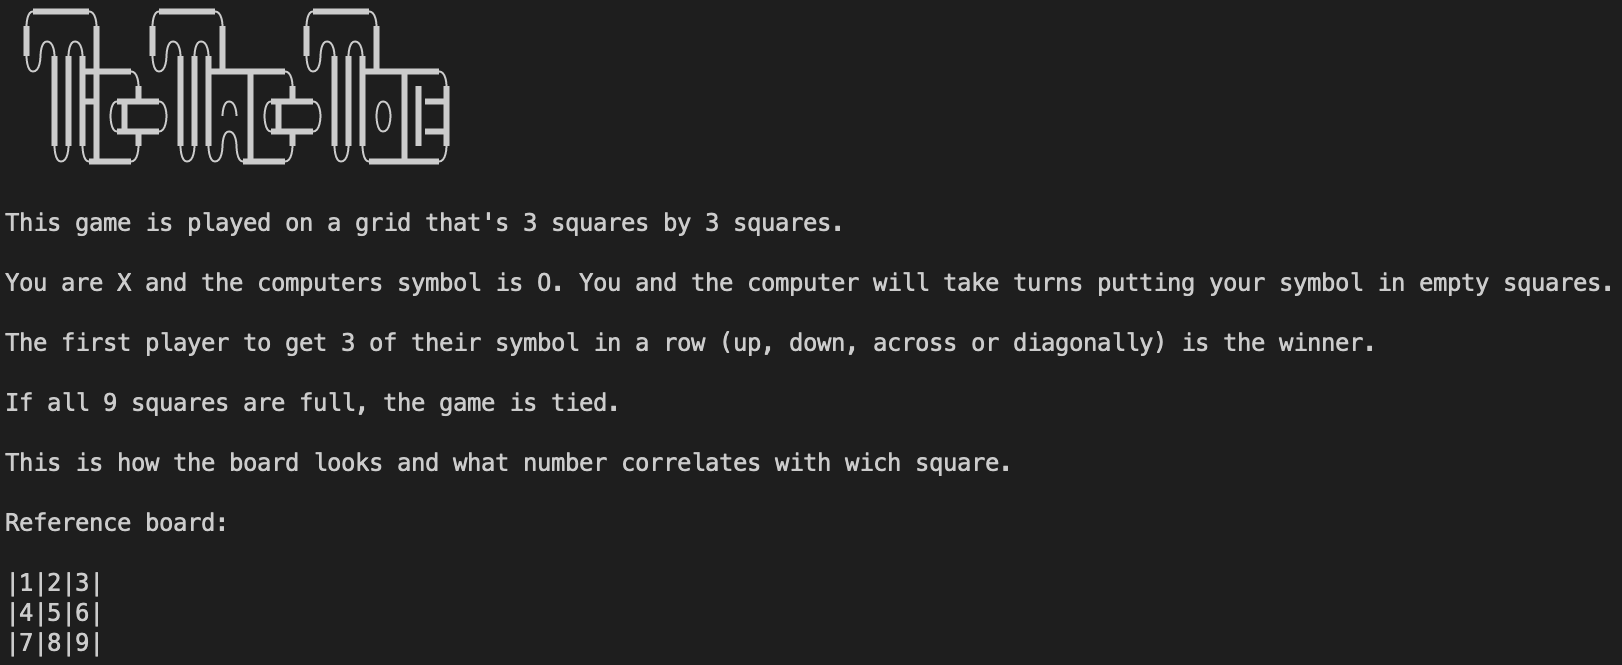 TIC TAC TOE
This game is played on a grid that's 3 squares by 3 squares.
You are X and the computers symbol is O. You and the computer will take turns putting your symbol in empty squares.
The first player to get 3 of their symbol in a row (up, down, across or diagonally) is the winner.
If all 9 squares are full, the game is tied.
This is how the board looks and what number correlates with wich square.
Reference board:
|1|2|3|
|4|5|6|
|7|8|9|